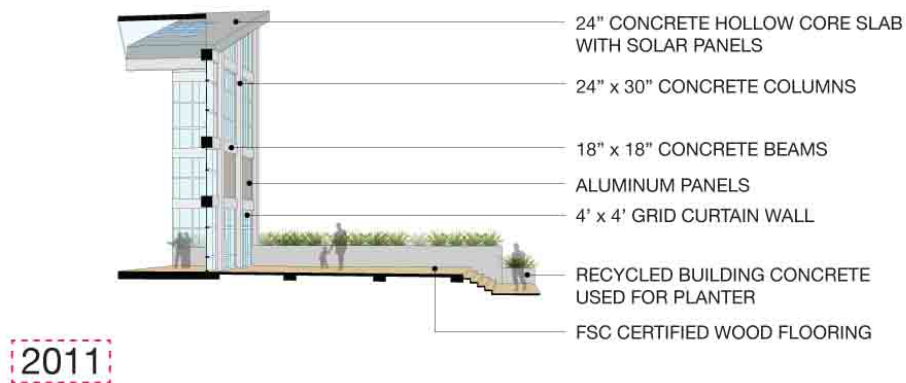 24” CONCRETE HOLLOW CORE SLAB
WITH SOLAR PANELS
24” x 30” CONCRETE COLUMNS
18” x 18” CONCRETE BEAMS
ALUMINUM PANELS
4’ x 4’ GRID CURTAIN WALL
RECYCLED BUILDING CONCRETE
USED FOR PLANTER
FSC CERTIFIED WOOD FLOORING
2011